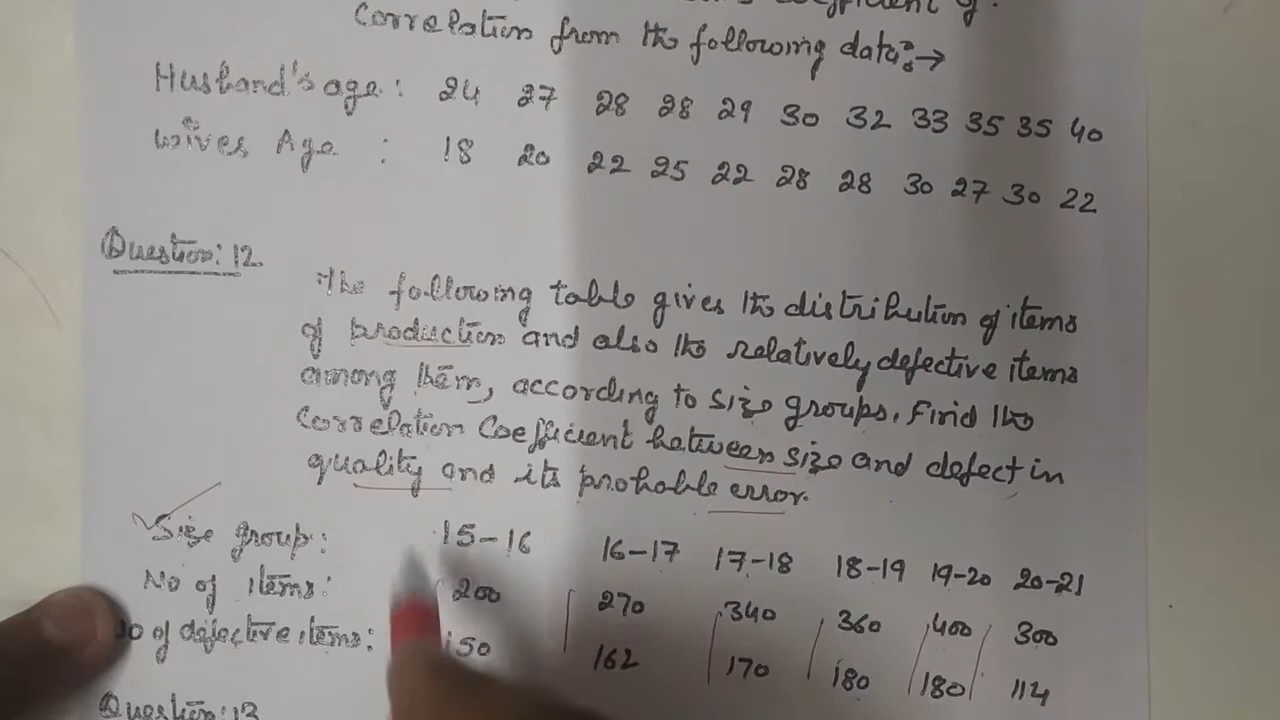 coefficient of
Correlation from the following data:→
Husband's age : 24 27 28 28 29 30 32 33 35 35 40
Wives Age : 18 20 22 25 22 28 28 30 27 30 22
Question: 12
The following table gives the distribution of items
of production and also the relatively defective items
among them, according to size groups. Find the
Correlation Coefficient between size and defect in
quality and its probable error.
Size group: 15-16 16-17 17-18 18-19 19-20 20-21
No of items: 200 270 340 360 400 300
No of defective items: 150 162 170 180 180 114
Question: 13